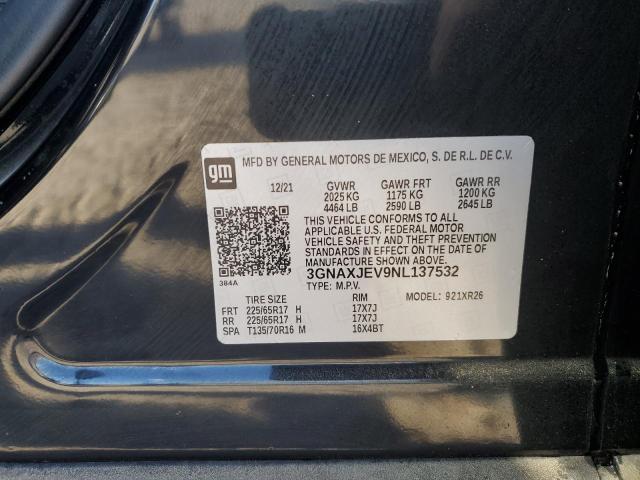 gm
MFD BY GENERAL MOTORS DE MEXICO, S. DE R.L. DE C.V.
12/21 GVWR GAWR FRT GAWR RR
2025 KG 1175 KG 1200 KG
4464 LB 2590 LB 2645 LB
THIS VEHICLE CONFORMS TO ALL
APPLICABLE U.S. FEDERAL MOTOR
VEHICLE SAFETY AND THEFT PREVENTION
STANDARDS IN EFFECT ON THE DATE OF
MANUFACTURE SHOWN ABOVE.
384A
3GNAXJEV9NL137532
TYPE: M.P.V. MODEL: 921XR26
TIRE SIZE RIM
FRT 225/65R17 H 17X7J
RR 225/65R17 H 17X7J
SPA T135/70R16 M 16X4BT